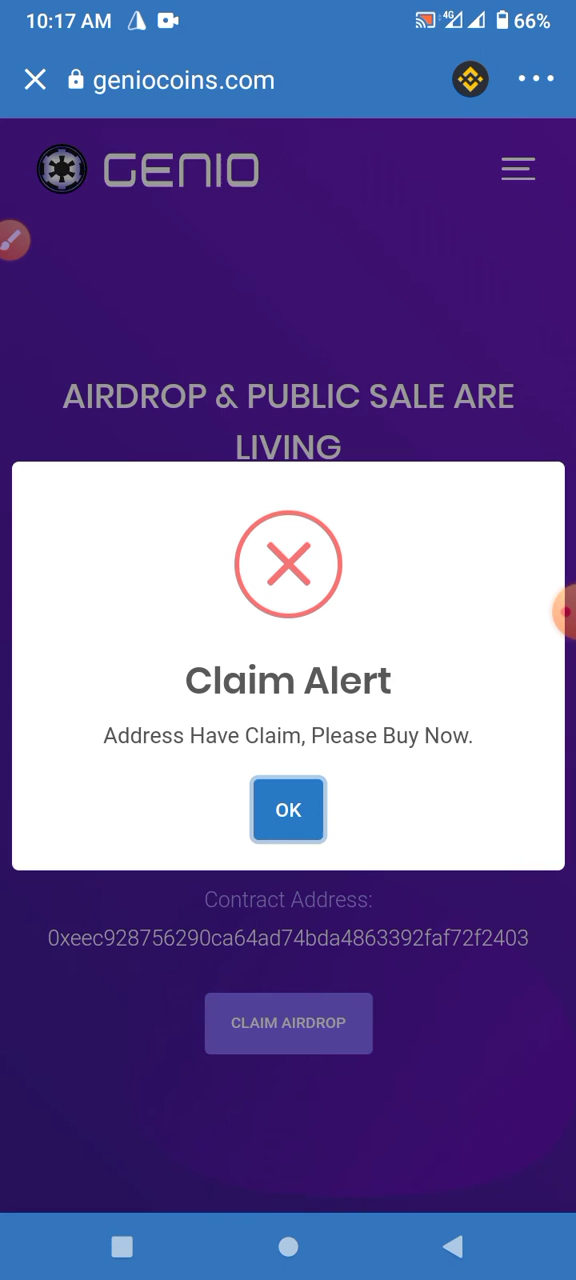 10:17 AM 4G 66%
geniocoins.com
GENIO
AIRDROP & PUBLIC SALE ARE
LIVING
Claim Alert
Address Have Claim, Please Buy Now.
OK
Contract Address:
0xeec928756290ca64ad74bda4863392faf72f2403
CLAIM AIRDROP